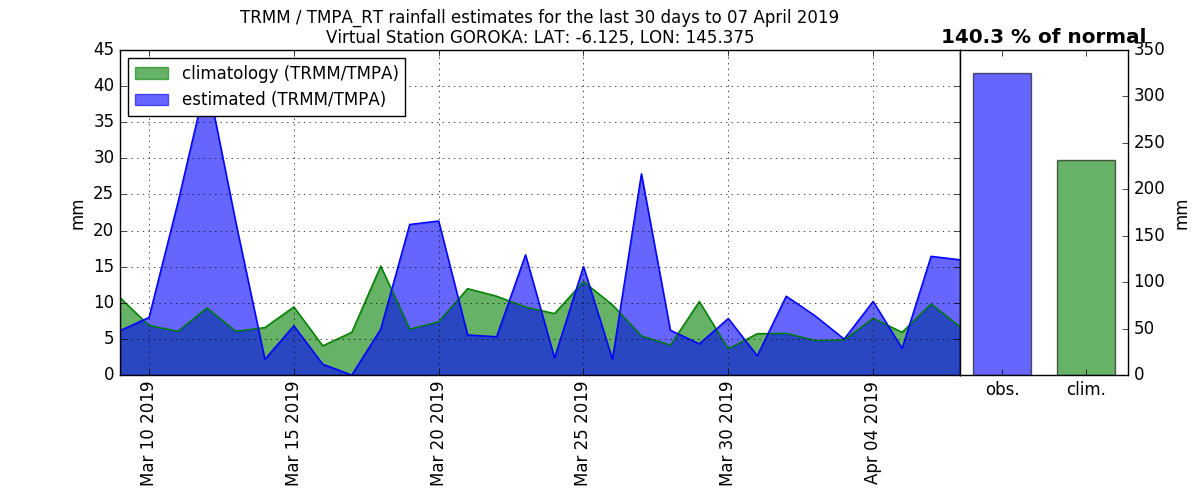 TRMM / TMPA_RT rainfall estimates for the last 30 days to 07 April 2019
Virtual Station GOROKA: LAT: -6.125, LON: 145.375
140.3 % of normal
climatology (TRMM/TMPA)
estimated (TRMM/TMPA)
mm
45
40
35
30
25
20
15
10
5
0
Mar 10 2019
Mar 15 2019
Mar 20 2019
Mar 25 2019
Mar 30 2019
Apr 04 2019
obs.
clim.
350
300
250
200
150
100
50
0
mm